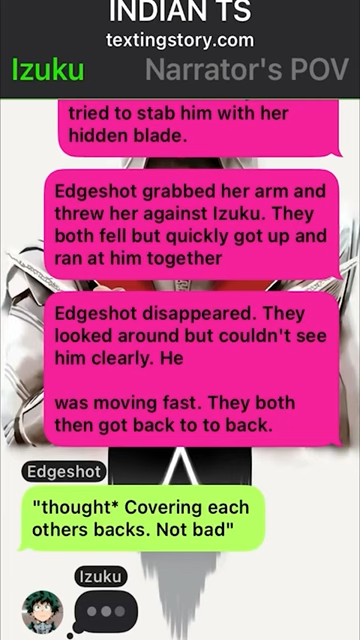 INDIAN TS
textingstory.com
Izuku Narrator's POV
tried to stab him with her
hidden blade.
Edgeshot grabbed her arm and
threw her against Izuku. They
both fell but quickly got up and
ran at him together
Edgeshot disappeared. They
looked around but couldn't see
him clearly. He
was moving fast. They both
then got back to to back.
Edgeshot
"thought* Covering each
others backs. Not bad"
Izuku